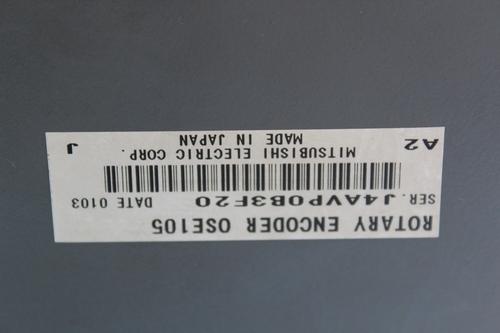 ROTARY ENCODER OSE105
SER. J4AVP0B3F20 DATE 0103
MITSUBISHI ELECTRIC CORP.
A2 MADE IN JAPAN J